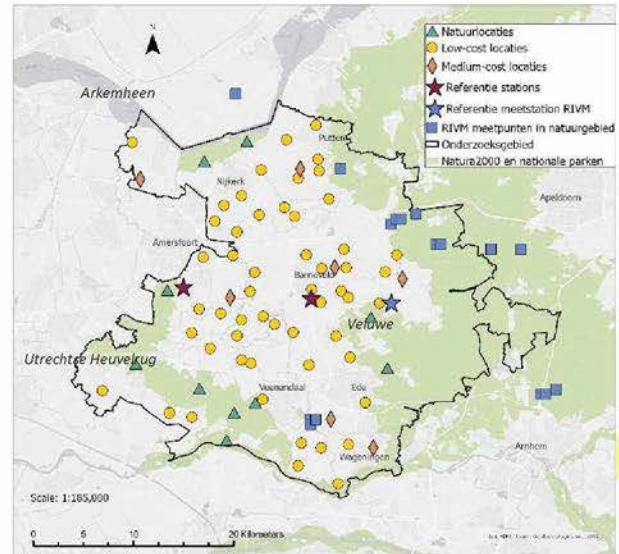 N
Natuurlocaties
Low-cost locaties
Medium-cost locaties
Referentie stations
Referentie meetstation RIVM
RIVM meetpunten in natuurgebied
Onderzoeksgebied
Natura2000 en nationale parken
Arkemheen
Putten
Nijkerk
Apeldoorn
Amersfoort
Barneveld
Veluwe
Utrechtse Heuvelrug
Veenendaal
Ede
Arnhem
Wageningen
Scale: 1:185,000
0 5 10 20 Kilometers